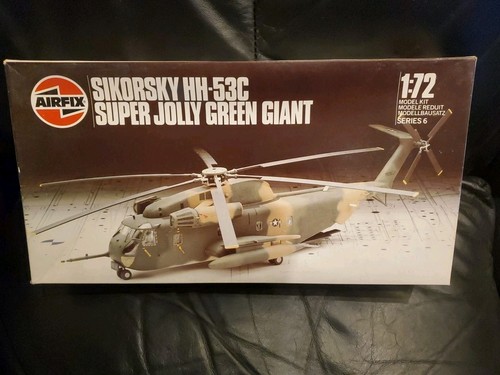 AIRFIX
SIKORSKY HH-53C
SUPER JOLLY GREEN GIANT
1-72
MODEL KIT
MODELE REDUIT
MODELLBAUSATZ
SERIES 6